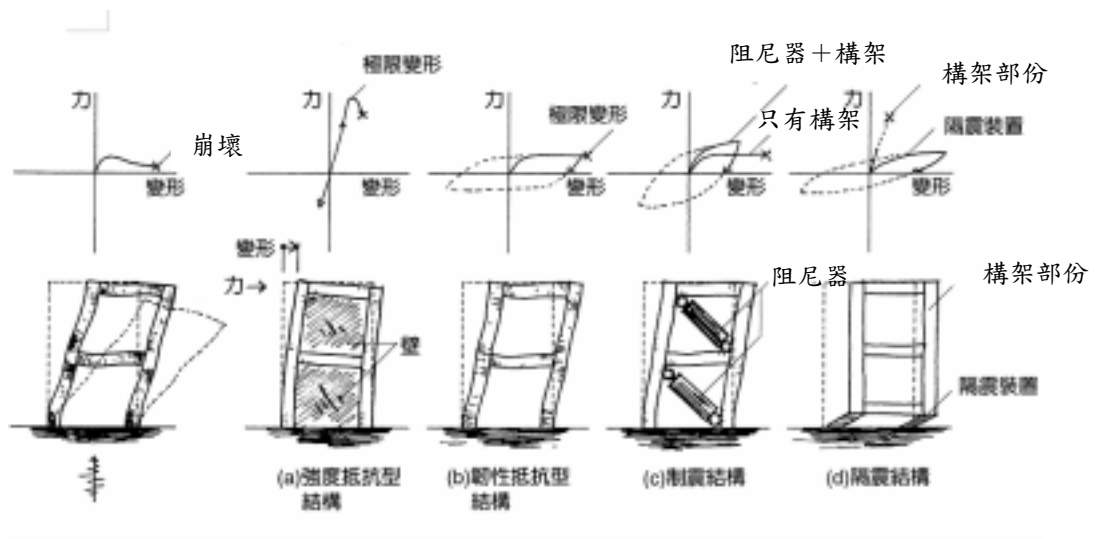 力
變形
崩壞
力
極限變形
變形
力
極限變形
變形
力
阻尼器＋構架
只有構架
變形
力
構架部份
隔震裝置
變形
變形
力→
壁
阻尼器
構架部份
隔震裝置
(a)強度抵抗型
結構
(b)韌性抵抗型
結構
(c)制震結構
(d)隔震結構